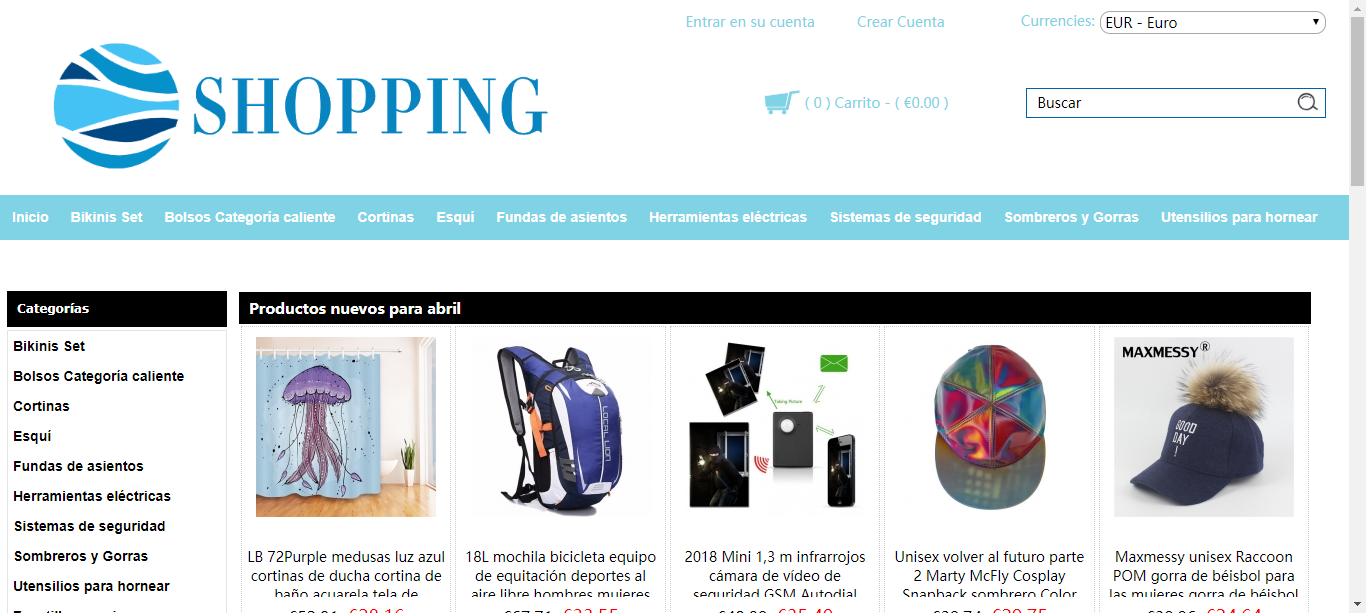 Entrar en su cuenta
Crear Cuenta
Currencies: EUR - Euro
SHOPPING
( 0 ) Carrito - ( €0.00 )
Buscar
Inicio Bikinis Set Bolsos Categoría caliente Cortinas Esquí Fundas de asientos Herramientas eléctricas Sistemas de seguridad Sombreros y Gorras Utensilios para hornear
Categorías
Bikinis Set
Bolsos Categoría caliente
Cortinas
Esquí
Fundas de asientos
Herramientas eléctricas
Sistemas de seguridad
Sombreros y Gorras
Utensilios para hornear
Productos nuevos para abril
LB 72Purple medusas luz azul
cortinas de ducha cortina de
baño acuarela tela de
LOCAL LION
18L mochila bicicleta equipo
de equitación deportes al
aire libre hombres mujeres
Taking Picture
2018 Mini 1,3 m infrarrojos
cámara de vídeo de
seguridad GSM Autodial
Unisex volver al futuro parte
2 Marty McFly Cosplay
Snapback sombrero Color
MAXMESSY®
GOOD
DAY
!
Maxmessy unisex Raccoon
POM gorra de béisbol para
las mujeres gorra de béisbol